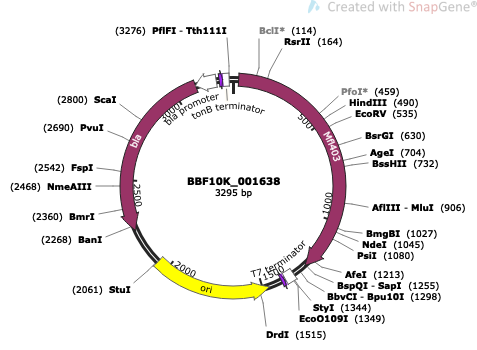 Created with SnapGene®
(3276) PflFI - Tth111I
BclI* (114)
RsrII (164)
PfoI* (459)
HindIII (490)
EcoRV (535)
BsrGI (630)
AgeI (704)
BssHII (732)
AflIII - MluI (906)
BmgBI (1027)
NdeI (1045)
PsiI (1080)
AfeI (1213)
BspQI - SapI (1255)
BbvCI - Bpu10I (1298)
StyI (1344)
EcoO109I (1349)
DrdI (1515)
(2061) StuI
(2268) BanI
(2360) BmrI
(2468) NmeAIII
(2542) FspI
(2690) PvuI
(2800) ScaI
bla promoter
tonB terminator
bla
Mfl403
T7 terminator
ori
500
1000
1500
2000
2500
3000
BBF10K_001638
3295 bp